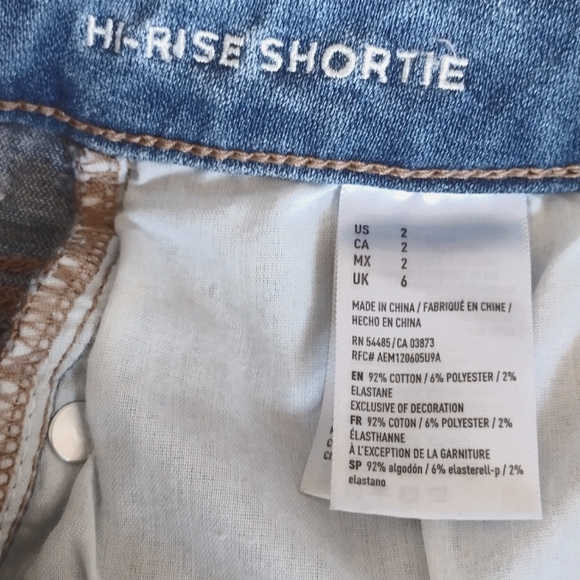 HI-RISE SHORTIE
US 2
CA 2
MX 2
UK 6
MADE IN CHINA / FABRIQUÉ EN CHINE /
HECHO EN CHINA
RN 54485 / CA 03873
RFC# AEM120605U9A
EN 92% COTTON / 6% POLYESTER / 2%
ELASTANE
EXCLUSIVE OF DECORATION
FR 92% COTON / 6% POLYESTER / 2%
ÉLASTHANNE
À L'EXCEPTION DE LA GARNITURE
SP 92% algodón / 6% elasterell-p / 2%
elastano